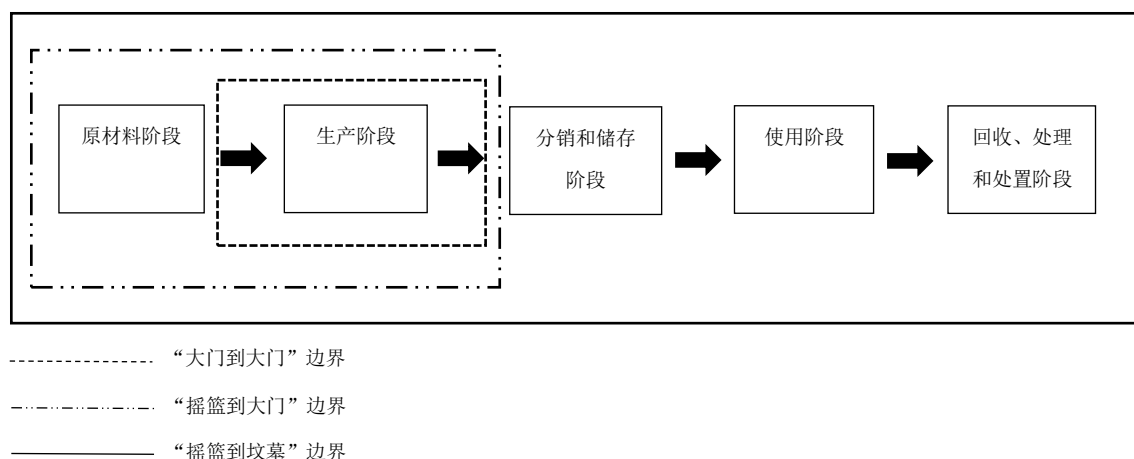 原材料阶段
生产阶段
分销和储存
阶段
使用阶段
回收、处理
和处置阶段
“大门到大门”边界
“摇篮到大门”边界
“摇篮到坟墓”边界